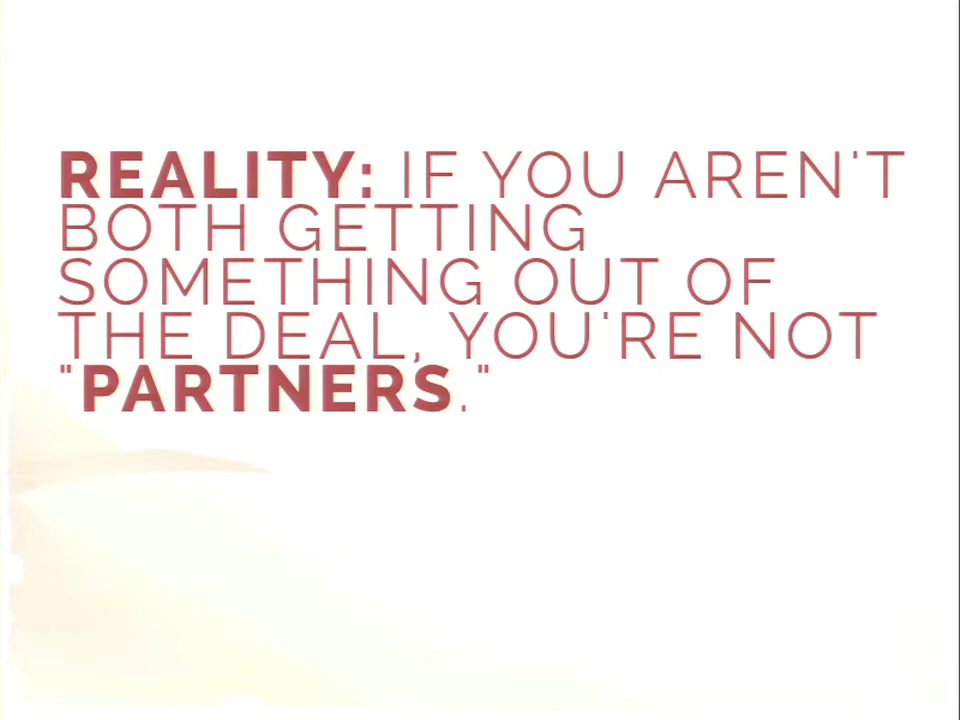 REALITY: IF YOU AREN'T
BOTH GETTING
SOMETHING OUT OF
THE DEAL, YOU'RE NOT
"PARTNERS."